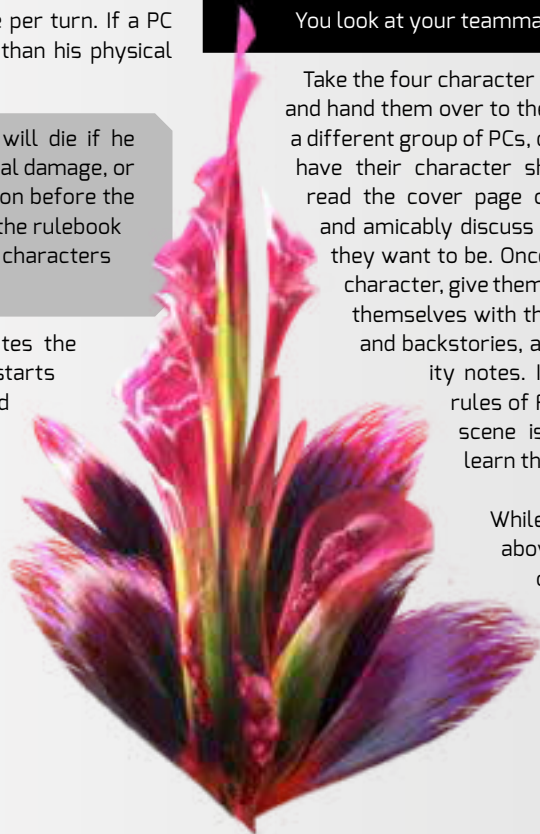 per turn. If a PC
than his physical
will die if he
al damage, or
on before the
the rulebook
characters
tes the
starts
You look at your teamma
Take the four character
and hand them over to the
a different group of PCs, o
have their character sh
read the cover page o
and amicably discuss
they want to be. Once
character, give them
themselves with th
and backstories, a
ity notes. I
rules of F
scene is
learn th
While
abov